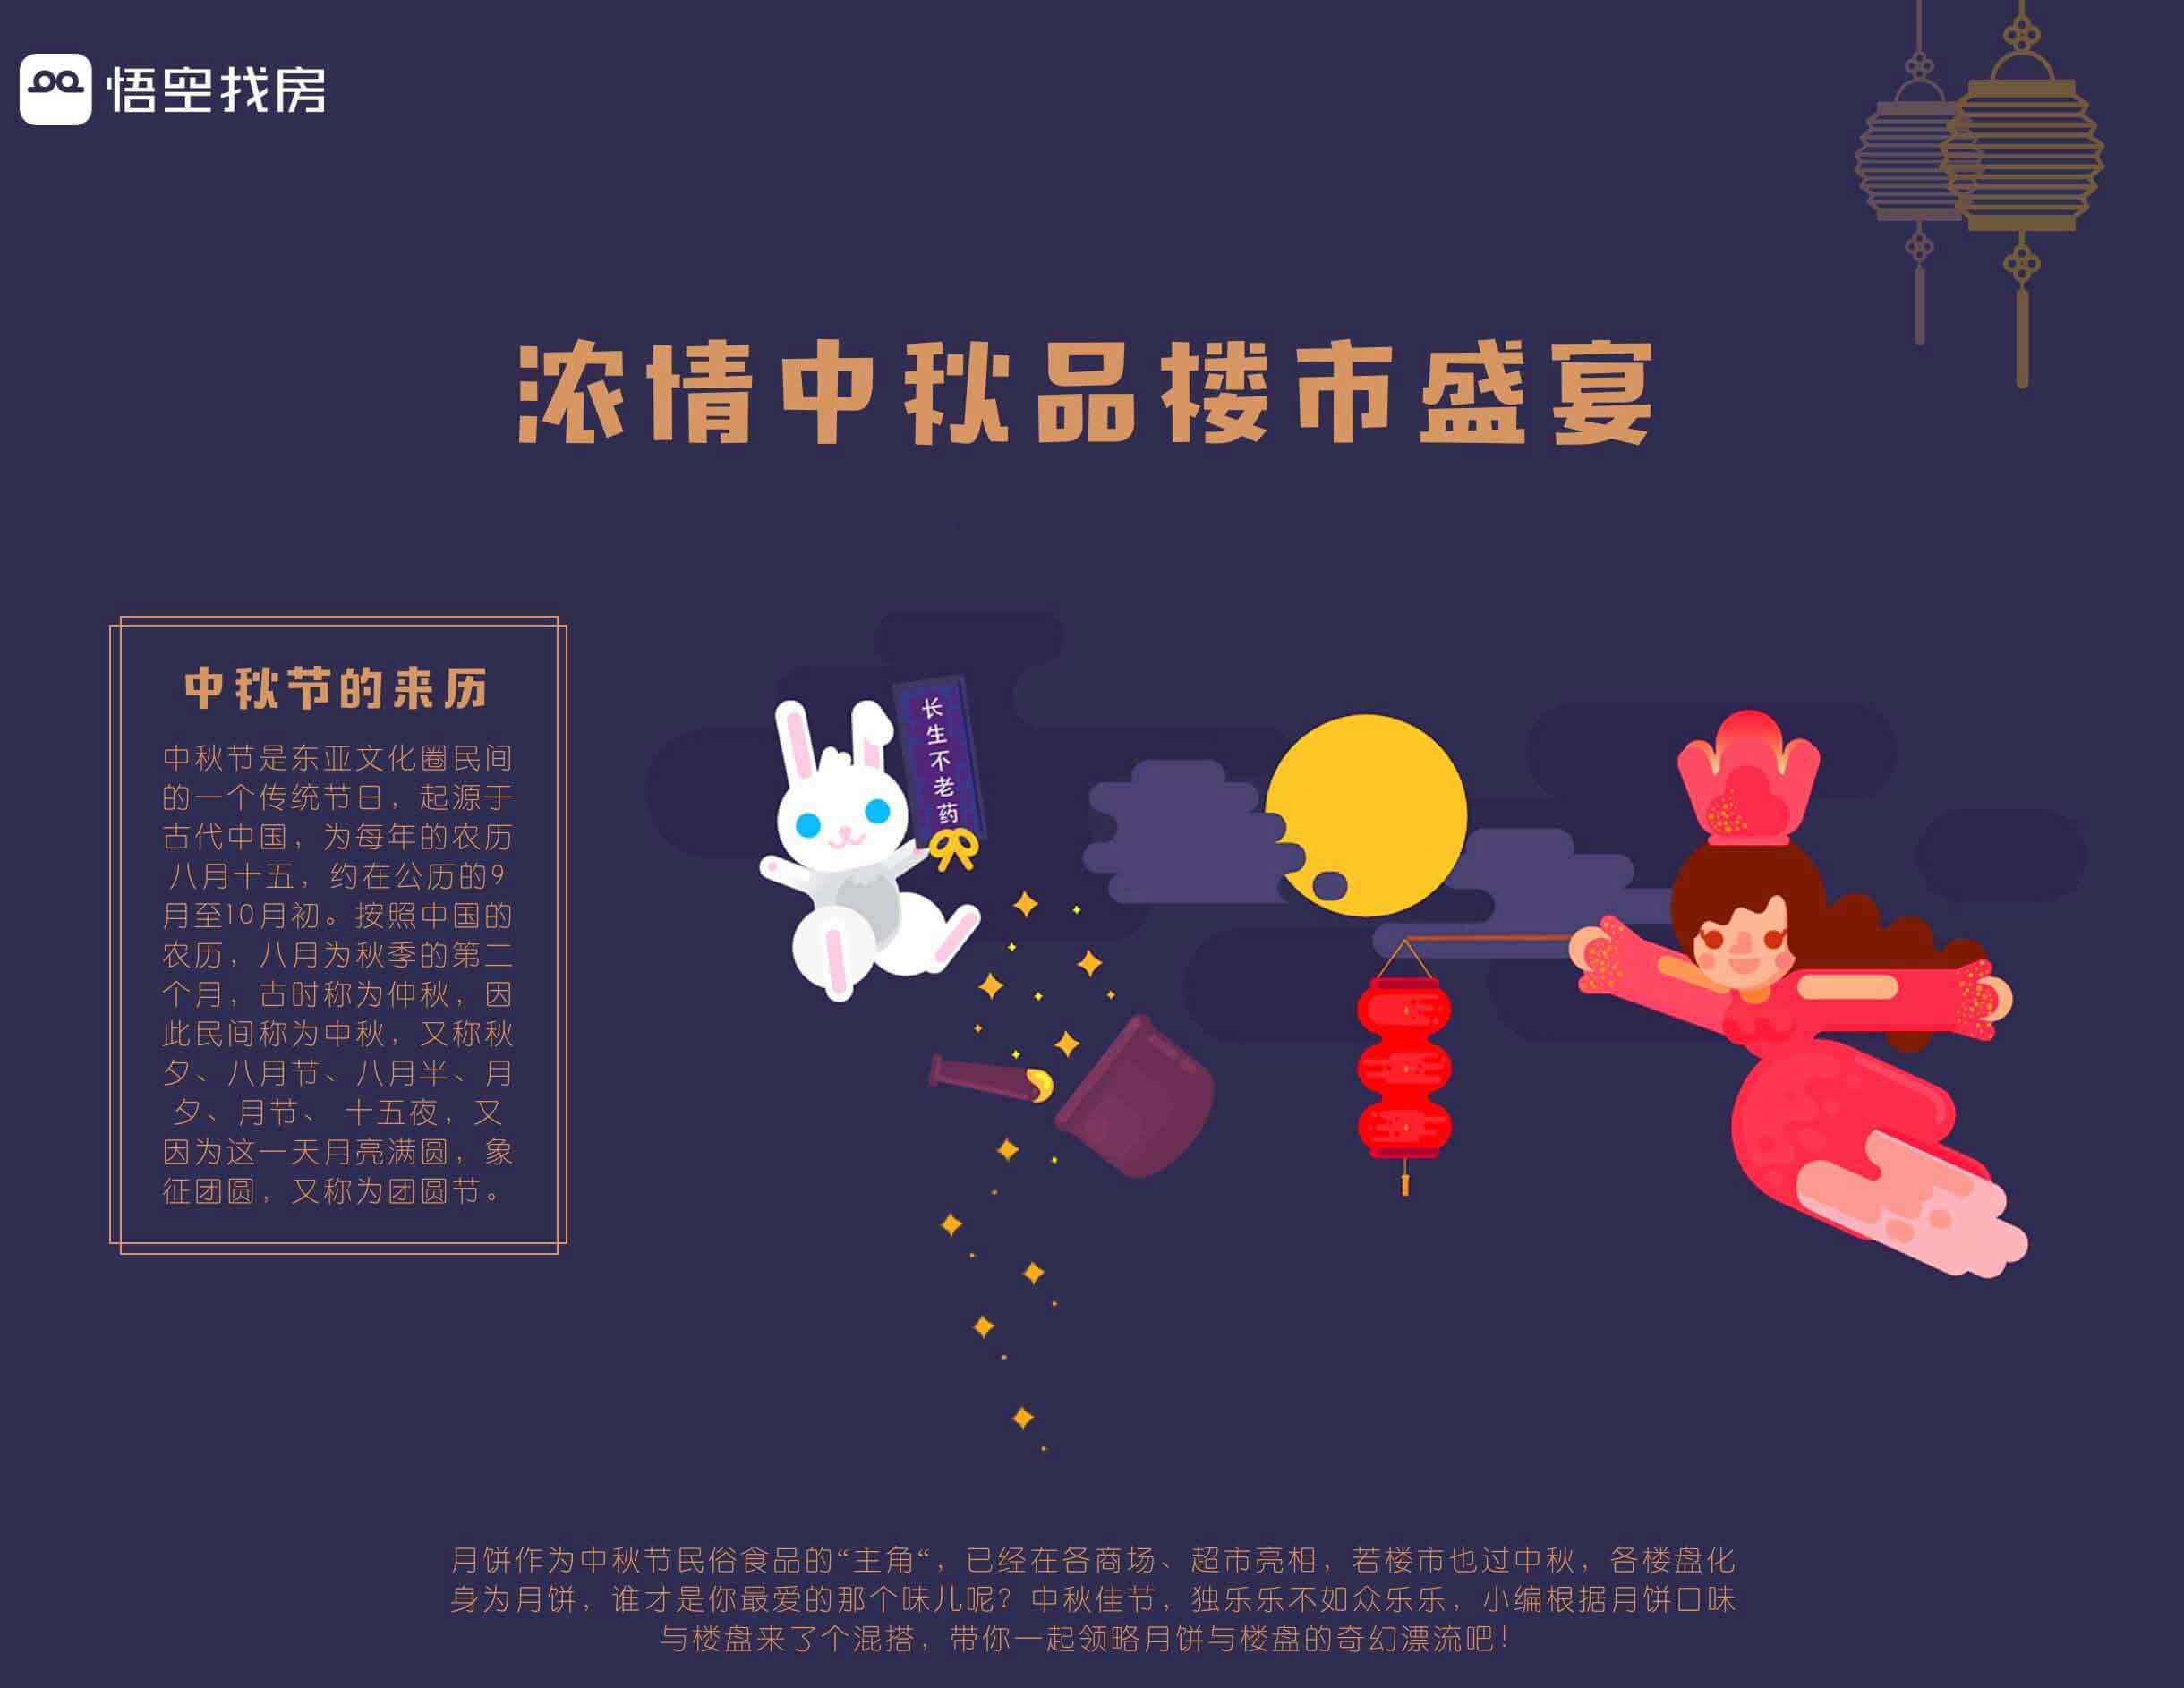 悟空找房
浓情中秋品楼市盛宴
中秋节的来历
中秋节是东亚文化圈民间
的一个传统节日，起源于
古代中国，为每年的农历
八月十五，约在公历的9
月至10月初。按照中国的
农历，八月为秋季的第二
个月，古时称为仲秋，因
此民间称为中秋，又称秋
夕、八月节、八月半、月
夕、月节、 十五夜，又
因为这一天月亮满圆，象
征团圆，又称为团圆节。
长生不老药
月饼作为中秋节民俗食品的“主角“，已经在各商场、超市亮相，若楼市也过中秋，各楼盘化
身为月饼，谁才是你最爱的那个味儿呢？中秋佳节，独乐乐不如众乐乐，小编根据月饼口味
与楼盘来了个混搭，带你一起领略月饼与楼盘的奇幻漂流吧！